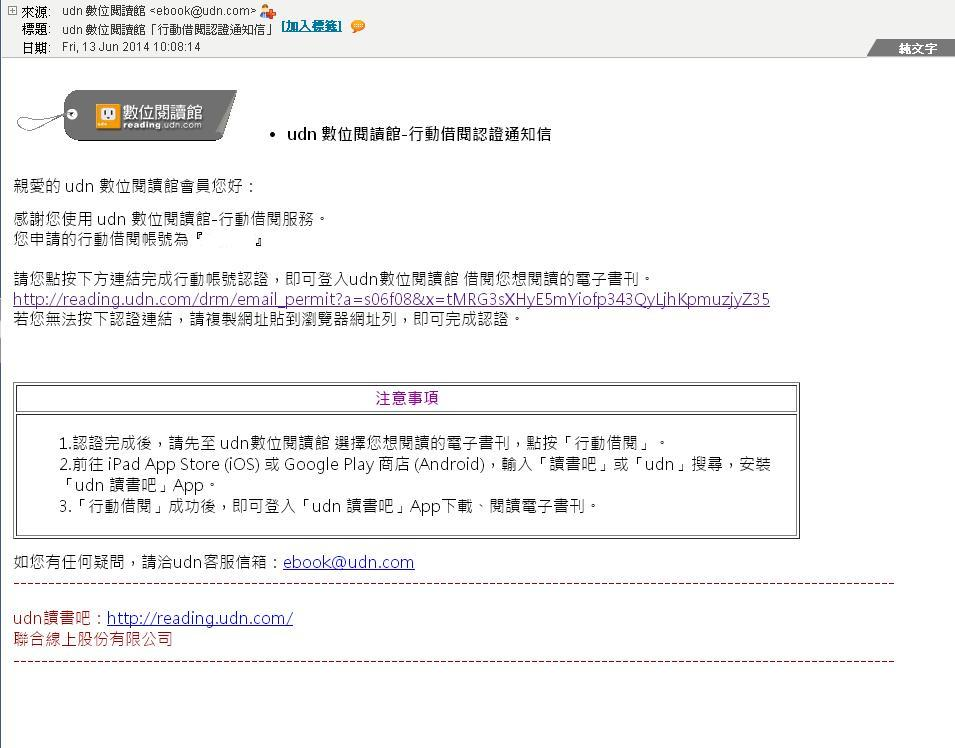 來源: udn 數位閱讀館 <ebook@udn.com>
標題: udn 數位閱讀館「行動借閱認證通知信」 [加入標籤]
日期: Fri, 13 Jun 2014 10:08:14
純文字
數位閱讀館
udn reading.udn.com
• udn 數位閱讀館-行動借閱認證通知信
親愛的 udn 數位閱讀館會員您好：
感謝您使用 udn 數位閱讀館-行動借閱服務。
您申請的行動借閱帳號為『 』
請您點按下方連結完成行動帳號認證，即可登入udn數位閱讀館 借閱您想閱讀的電子書刊。
http://reading.udn.com/drm/email_permit?a=s06f08&x=tMRG3sXHyE5mYiofp343QyLjhKpmuzjyZ35
若您無法按下認證連結，請複製網址貼到瀏覽器網址列，即可完成認證。
注意事項
1.認證完成後，請先至 udn數位閱讀館 選擇您想閱讀的電子書刊，點按「行動借閱」。
2.前往 iPad App Store (iOS) 或 Google Play 商店 (Android)，輸入「讀書吧」或「udn」搜尋，安裝
「udn 讀書吧」App。
3.「行動借閱」成功後，即可登入「udn 讀書吧」App下載、閱讀電子書刊。
如您有任何疑問，請洽udn客服信箱：ebook@udn.com
udn讀書吧：http://reading.udn.com/
聯合線上股份有限公司